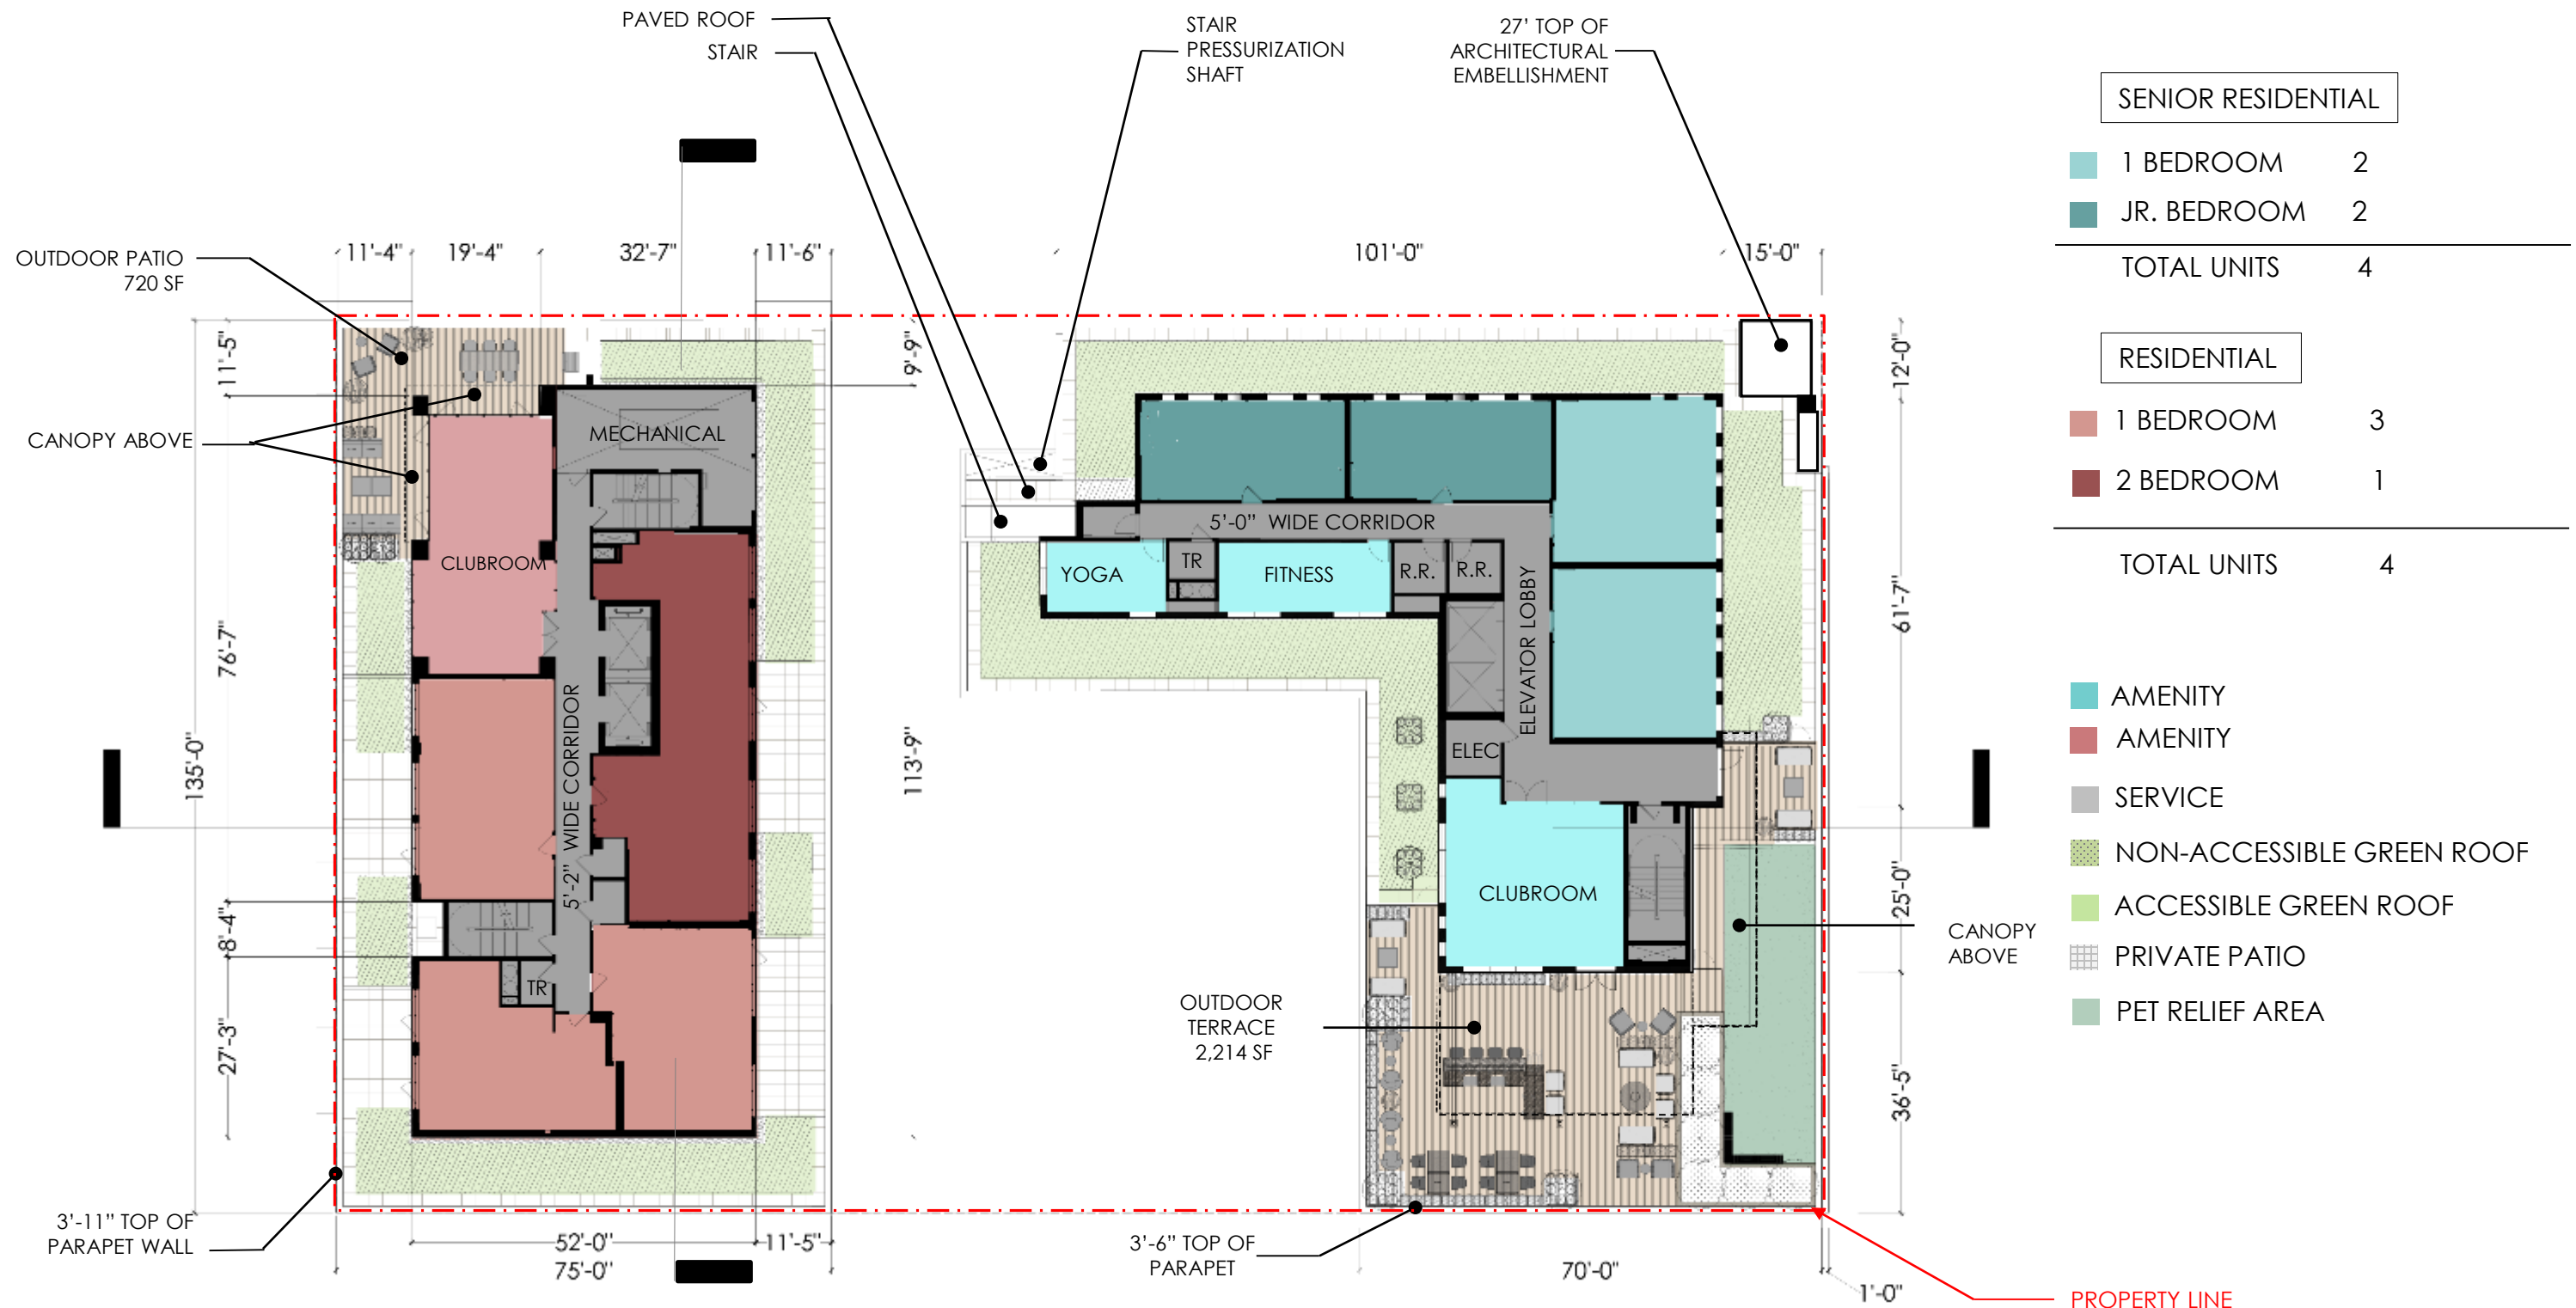 PAVED ROOF
STAIR
STAIR
PRESSURIZATION
SHAFT
27’ TOP OF
ARCHITECTURAL
EMBELLISHMENT
SENIOR RESIDENTIAL
1 BEDROOM 2
JR. BEDROOM 2
TOTAL UNITS 4
RESIDENTIAL
1 BEDROOM 3
2 BEDROOM 1
TOTAL UNITS 4
AMENITY
AMENITY
SERVICE
NON-ACCESSIBLE GREEN ROOF
ACCESSIBLE GREEN ROOF
PRIVATE PATIO
PET RELIEF AREA
OUTDOOR PATIO
720 SF
11'-4" 19'-4" 32'-7" 11'-6"
101'-0" 15'-0"
CANOPY ABOVE
11'-5"
76'-7"
135'-0"
8'-4"
27'-3"
9'-9"
113'-9"
MECHANICAL
CLUBROOM
5'-2" WIDE CORRIDOR
TR
5'-0" WIDE CORRIDOR
YOGA
TR
FITNESS
R.R.
R.R.
ELEVATOR LOBBY
ELEC
CLUBROOM
12'-0"
61'-7"
25'-0"
36'-5"
CANOPY
ABOVE
OUTDOOR
TERRACE
2,214 SF
3’-11” TOP OF
PARAPET WALL
52'-0" 11'-5"
75'-0"
3’-6” TOP OF
PARAPET
70'-0"
1'-0"
PROPERTY LINE